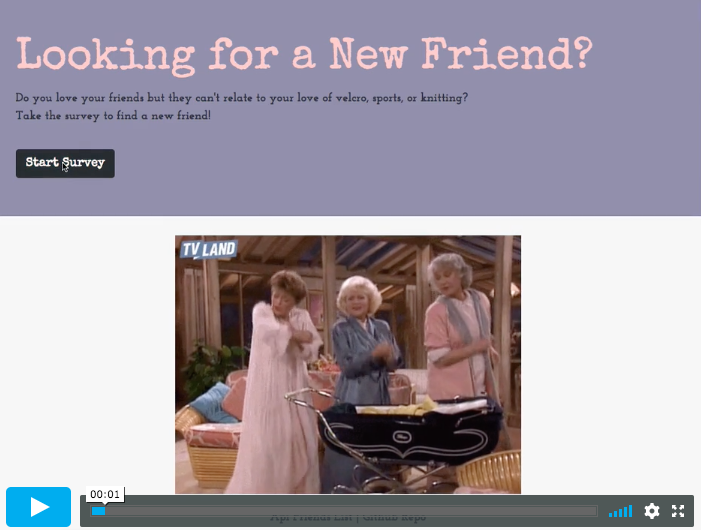 Looking for a New Friend?
Do you love your friends but they can't relate to your love of velcro, sports, or knitting?
Take the survey to find a new friend!
Start Survey
TV LAND
00:01
API Friends List | GitHub Repo